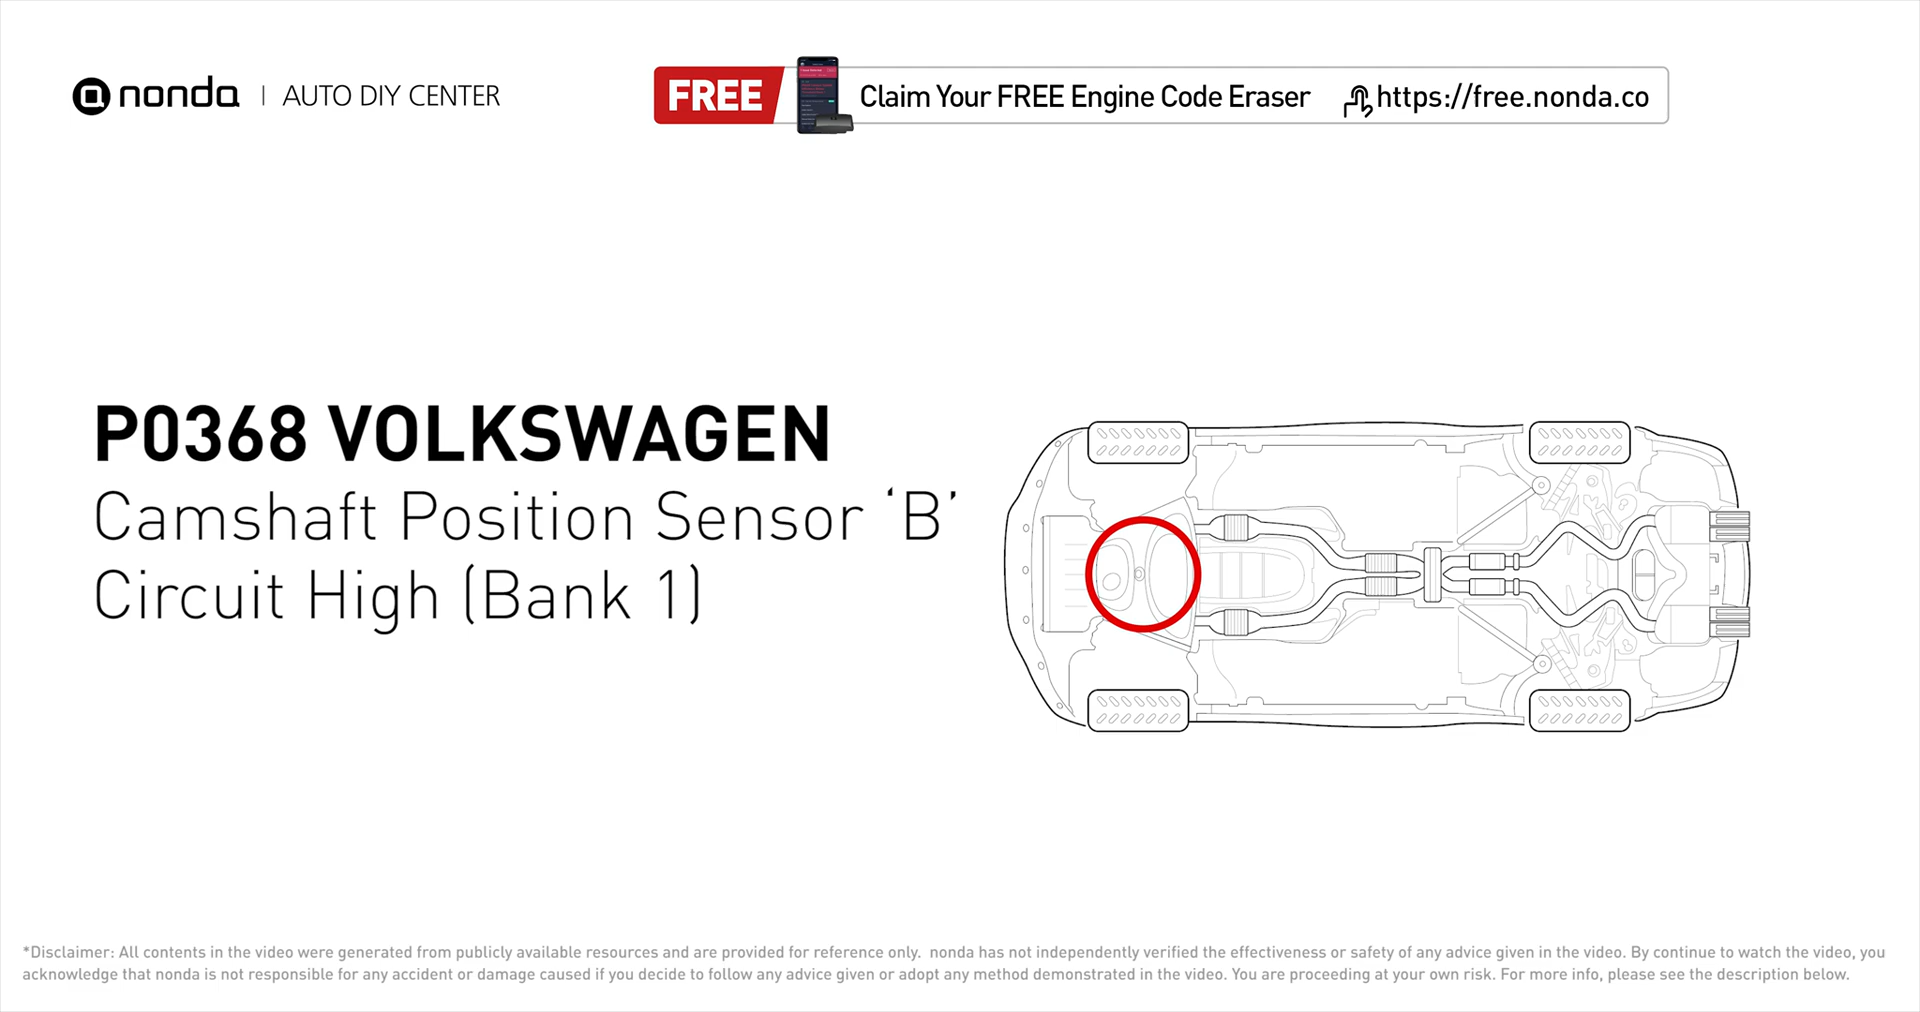 nonda | AUTO DIY CENTER
FREE Claim Your FREE Engine Code Eraser https://free.nonda.co
P0368 VOLKSWAGEN
Camshaft Position Sensor ‘B’
Circuit High (Bank 1)
*Disclaimer: All contents in the video were generated from publicly available resources and are provided for reference only. nonda has not independently verified the effectiveness or safety of any advice given in the video. By continue to watch the video, you
acknowledge that nonda is not responsible for any accident or damage caused if you decide to follow any advice given or adopt any method demonstrated in the video. You are proceeding at your own risk. For more info, please see the description below.